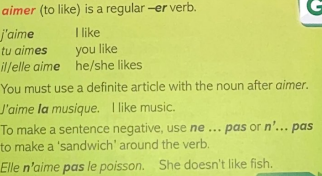 aimer (to like) is a regular –er verb.
j'aime I like
tu aimes you like
il/elle aime he/she likes
You must use a definite article with the noun after aimer.
J'aime la musique. I like music.
To make a sentence negative, use ne ... pas or n'... pas
to make a 'sandwich' around the verb.
Elle n'aime pas le poisson. She doesn't like fish.